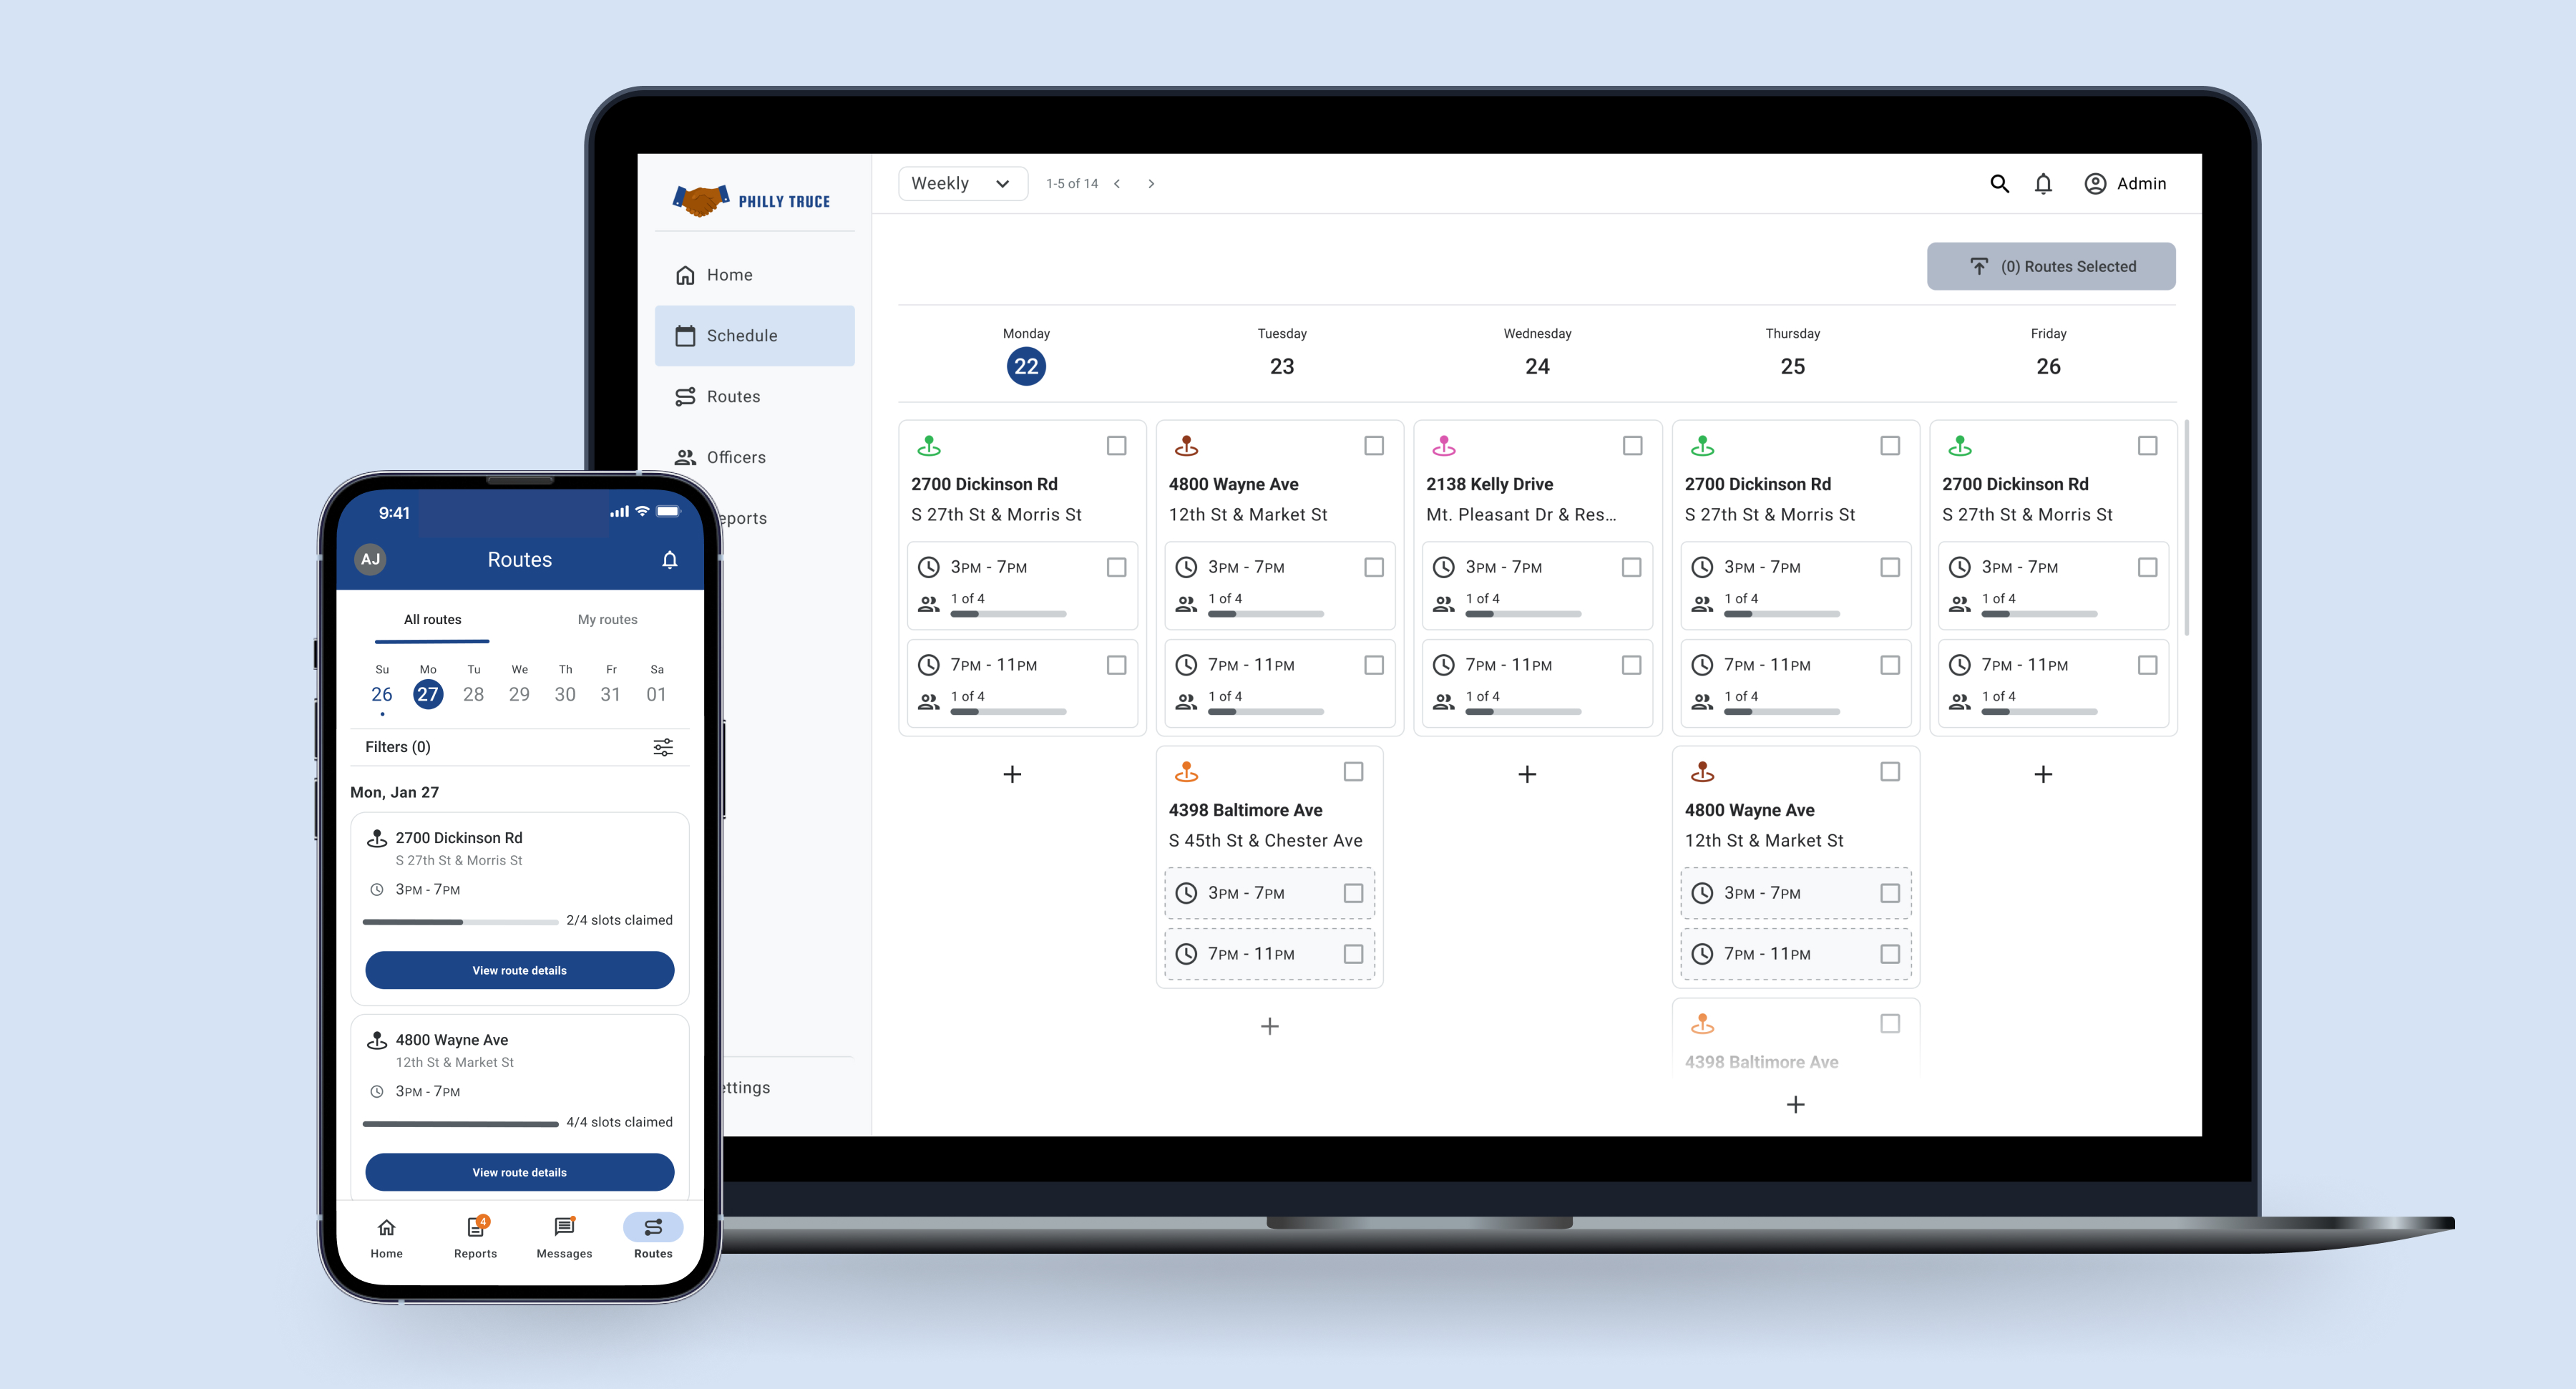 PHILLY TRUCE
Home
Schedule
Routes
Officers
eports
ettings
Weekly
1-5 of 14
Admin
(0) Routes Selected
Monday
22
Tuesday
23
Wednesday
24
Thursday
25
Friday
26
2700 Dickinson Rd
S 27th St & Morris St
3PM - 7PM
1 of 4
7PM - 11PM
1 of 4
4800 Wayne Ave
12th St & Market St
3PM - 7PM
1 of 4
7PM - 11PM
1 of 4
4398 Baltimore Ave
S 45th St & Chester Ave
3PM - 7PM
7PM - 11PM
2138 Kelly Drive
Mt. Pleasant Dr & Res...
3PM - 7PM
1 of 4
7PM - 11PM
1 of 4
2700 Dickinson Rd
S 27th St & Morris St
3PM - 7PM
1 of 4
7PM - 11PM
1 of 4
4800 Wayne Ave
12th St & Market St
3PM - 7PM
7PM - 11PM
4398 Baltimore Ave
2700 Dickinson Rd
S 27th St & Morris St
3PM - 7PM
1 of 4
7PM - 11PM
1 of 4
9:41
AJ
Routes
All routes My routes
Su Mo Tu We Th Fr Sa
26 27 28 29 30 31 01
Filters (0)
Mon, Jan 27
2700 Dickinson Rd
S 27th St & Morris St
3PM - 7PM
2/4 slots claimed
View route details
4800 Wayne Ave
12th St & Market St
3PM - 7PM
4/4 slots claimed
View route details
4
Home Reports Messages Routes